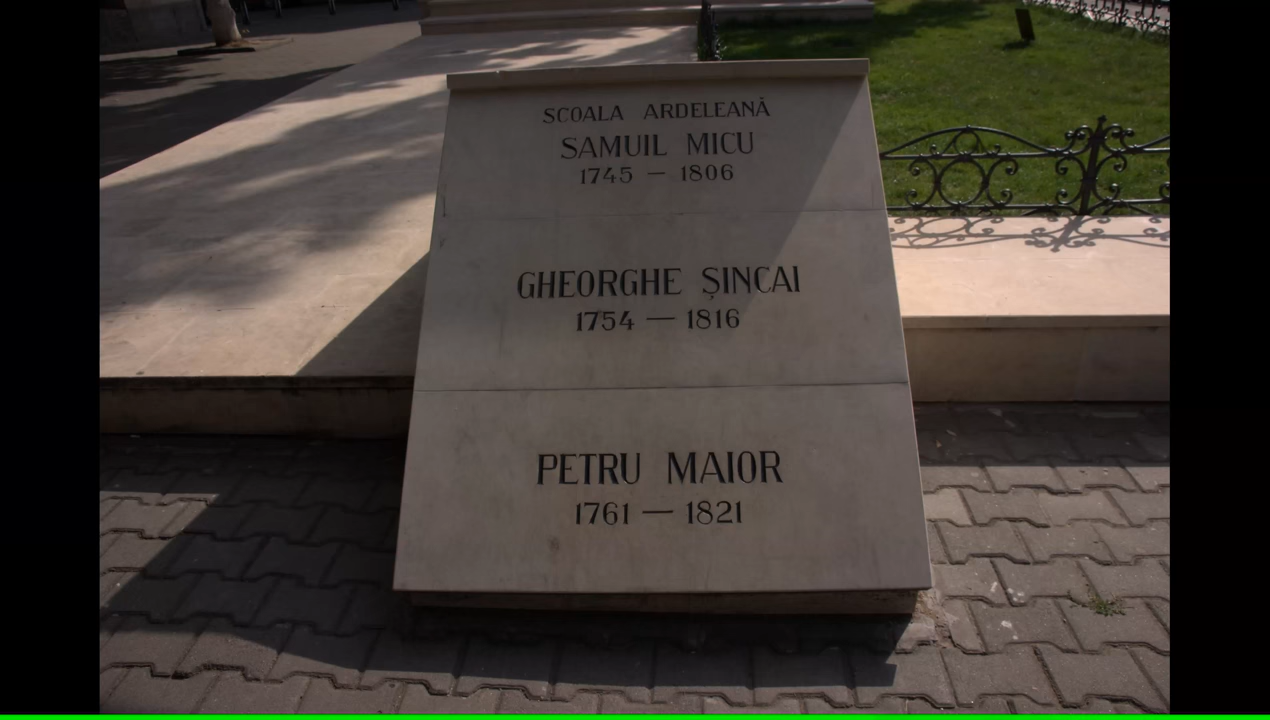 SCOALA ARDELEANĂ
SAMUIL MICU
1745 — 1806
GHEORGHE ȘINCAI
1754 — 1816
PETRU MAIOR
1761 — 1821